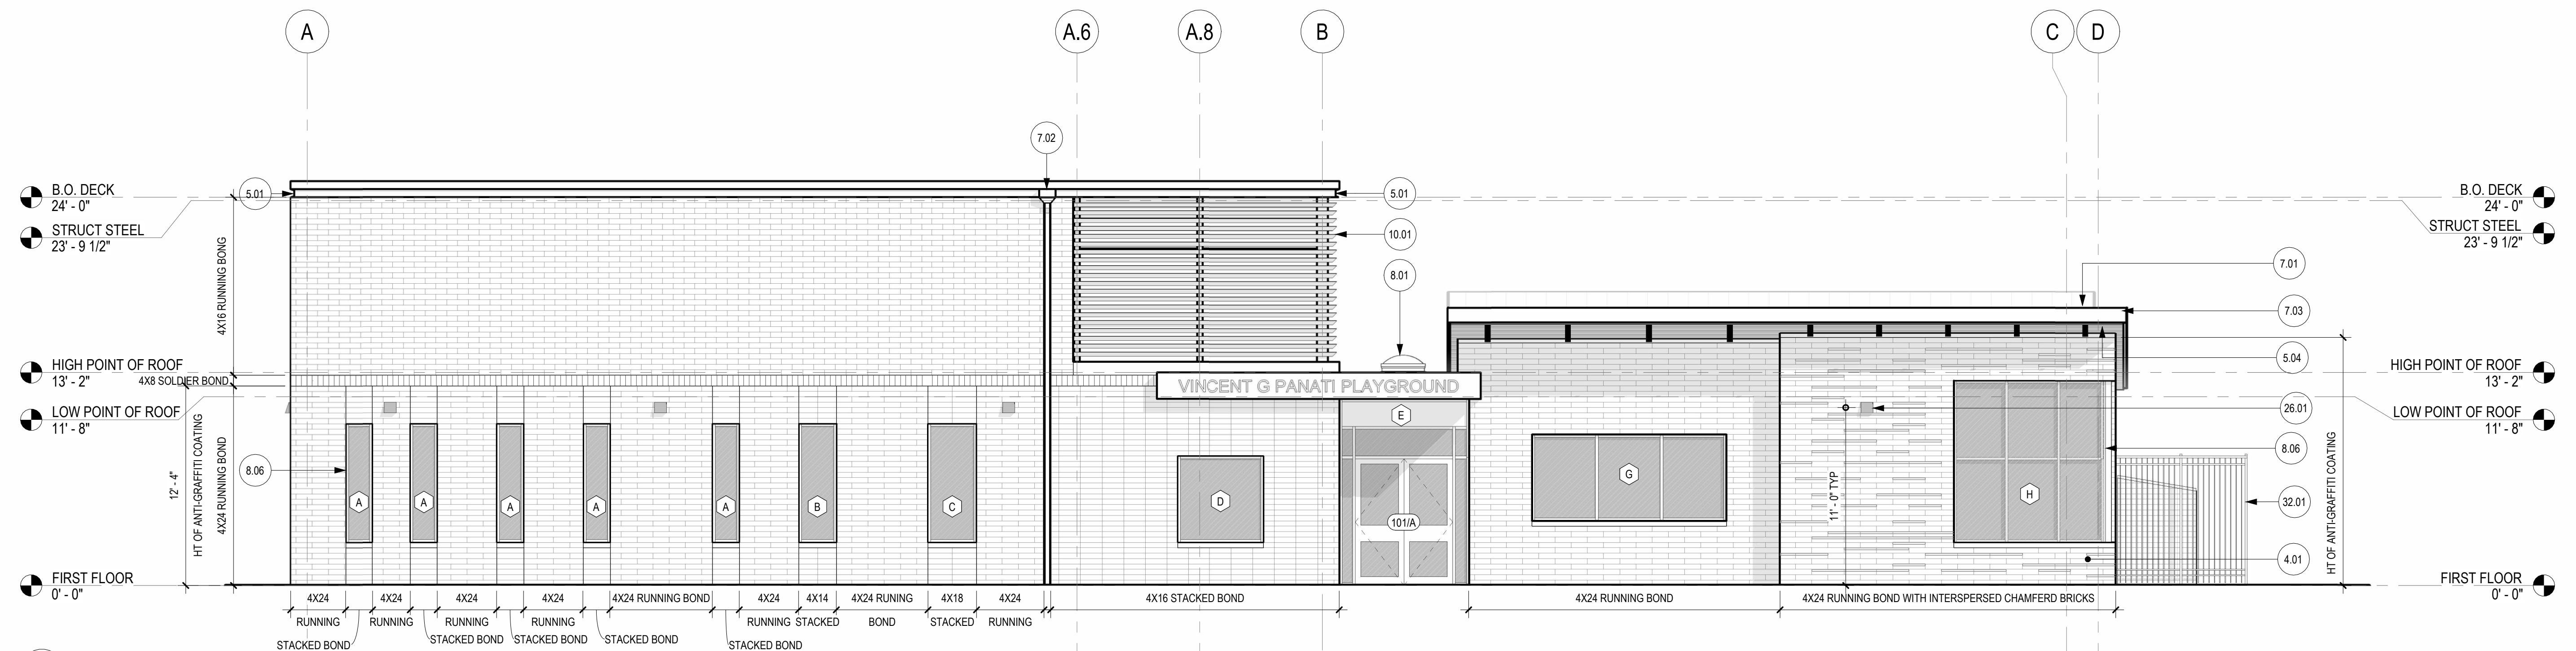 A
A.6
A.8
B
C
D
7.02
B.O. DECK
24' - 0"
STRUCT STEEL
23' - 9 1/2"
HIGH POINT OF ROOF
13' - 2"
LOW POINT OF ROOF
11' - 8"
FIRST FLOOR
0' - 0"
5.01
4X16 RUNNING BONG
4X8 SOLDIER BOND
12' - 4"
HT OF ANTI-GRAFFITI COATING
4X24 RUNNING BOND
8.06
A
A
A
A
A
B
C
D
5.01
10.01
8.01
VINCENT G PANATI PLAYGROUND
E
101/A
G
11' - 0" TYP
H
7.01
7.03
5.04
26.01
8.06
32.01
4.01
HT OF ANTI-GRAFFITI COATING
B.O. DECK
24' - 0"
STRUCT STEEL
23' - 9 1/2"
HIGH POINT OF ROOF
13' - 2"
LOW POINT OF ROOF
11' - 8"
FIRST FLOOR
0' - 0"
4X24
RUNNING
STACKED BOND
4X24
RUNNING
STACKED BOND
4X24
RUNNING
STACKED BOND
4X24
RUNNING
STACKED BOND
4X24 RUNNING BOND
STACKED BOND
4X24
RUNNING
4X14
STACKED
4X24 RUNING
BOND
4X18
STACKED
4X24
RUNNING
4X16 STACKED BOND
4X24 RUNNING BOND
4X24 RUNNING BOND WITH INTERSPERSED CHAMFERD BRICKS